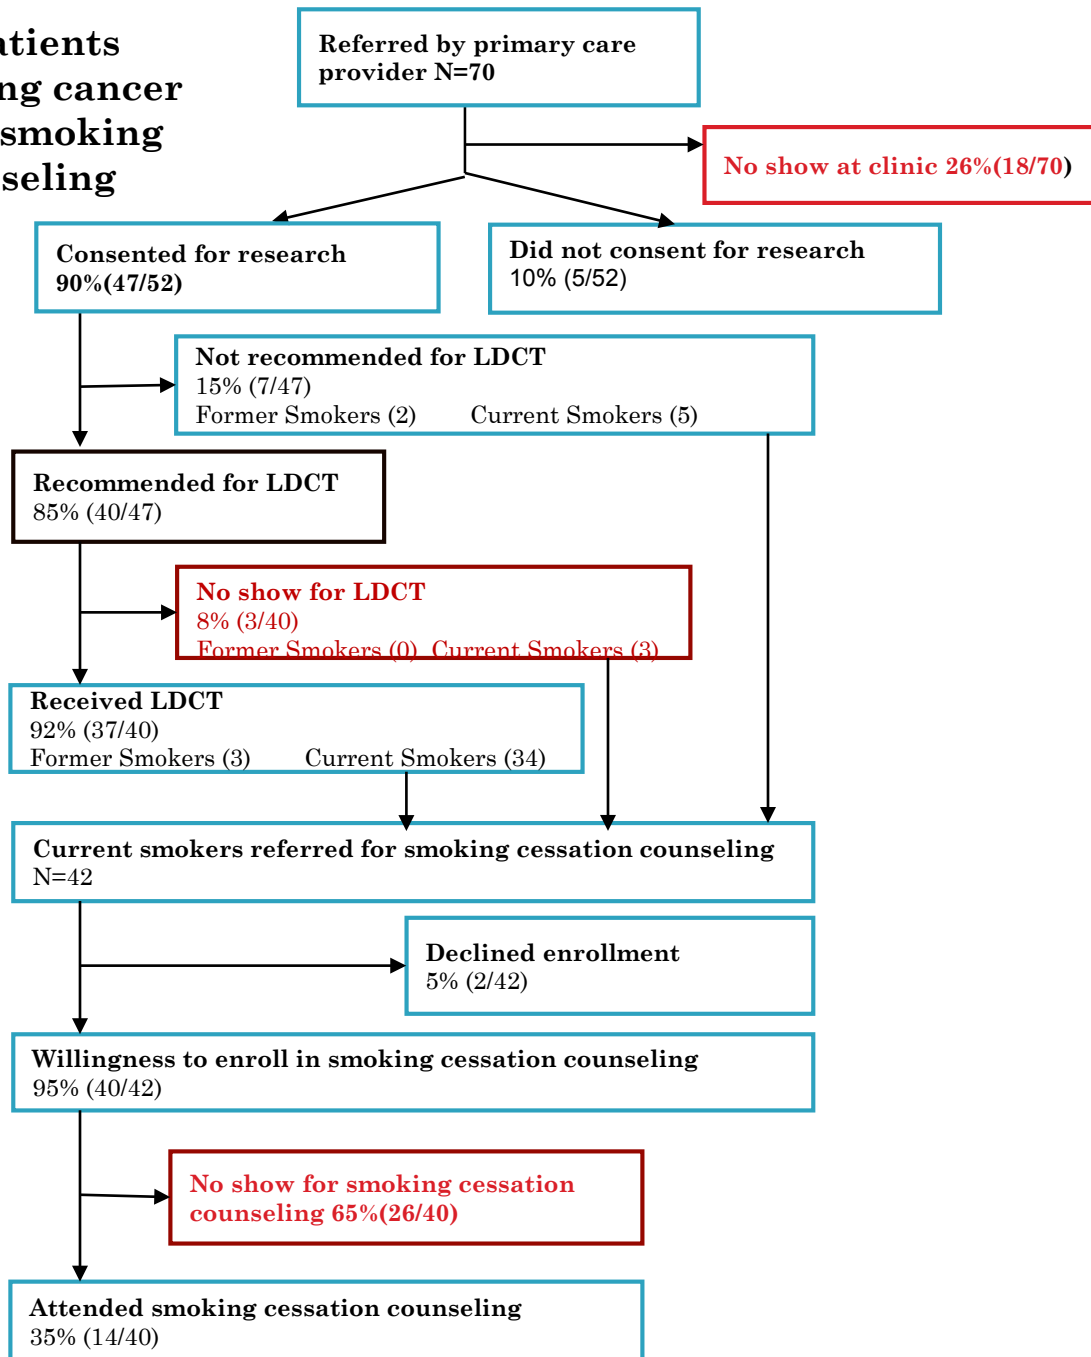 atients
ng cancer
smoking
seling
Referred by primary care
provider N=70
No show at clinic 26%(18/70)
Consented for research
90%(47/52)
Did not consent for research
10% (5/52)
Not recommended for LDCT
15% (7/47)
Former Smokers (2) Current Smokers (5)
Recommended for LDCT
85% (40/47)
No show for LDCT
8% (3/40)
Former Smokers (0) Current Smokers (3)
Received LDCT
92% (37/40)
Former Smokers (3) Current Smokers (34)
Current smokers referred for smoking cessation counseling
N=42
Declined enrollment
5% (2/42)
Willingness to enroll in smoking cessation counseling
95% (40/42)
No show for smoking cessation
counseling 65%(26/40)
Attended smoking cessation counseling
35% (14/40)